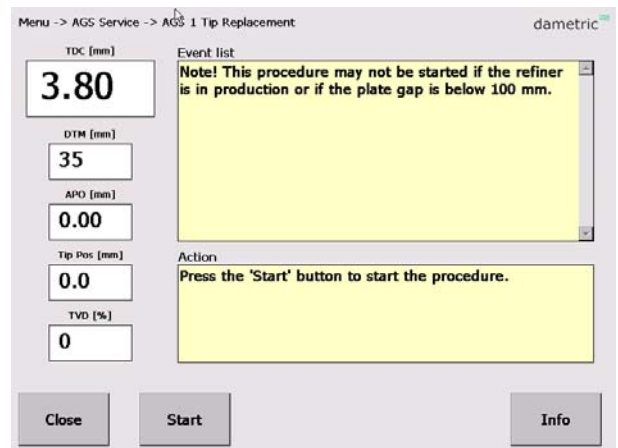 Menu -> AGS Service -> AGS 1 Tip Replacement
dametric
TDC [mm]
3.80
DTM [mm]
35
APO [mm]
0.00
Tip Pos [mm]
0.0
TVD [%]
0
Event list
Note! This procedure may not be started if the refiner
is in production or if the plate gap is below 100 mm.
Action
Press the 'Start' button to start the procedure.
Close
Start
Info